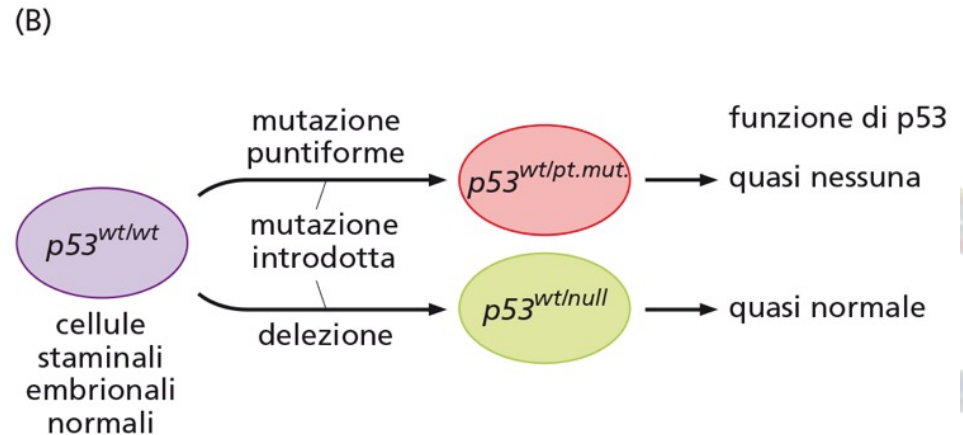 (B)
mutazione
puntiforme
funzione di p53
p53wt/pt.mut.
quasi nessuna
p53wt/wt
mutazione
introdotta
p53wt/null
quasi normale
delezione
cellule
staminali
embrionali
normali